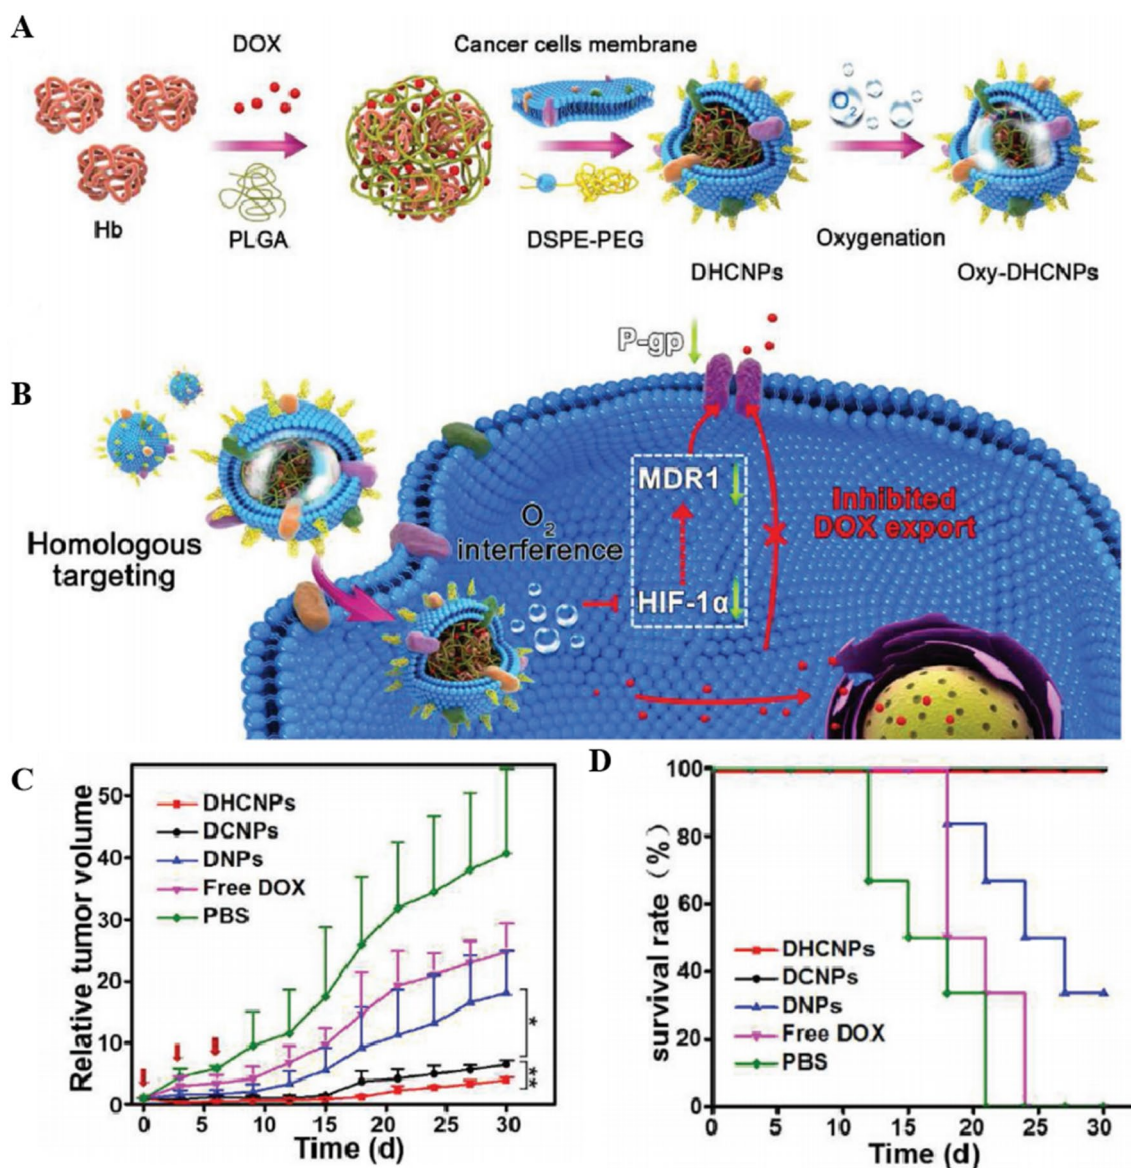 A
DOX
Cancer cells membrane
O2
Hb
PLGA
DSPE-PEG
Oxygenation
DHCNPs
Oxy-DHCNPs
B
P-gp
MDR1
Inhibited
DOX export
O2
interference
Homologous
targeting
HIF-1α
C
Relative tumor volume
50
40
30
20
10
0
DHCNPs
DCNPs
DNPs
Free DOX
PBS
*
**
0 5 10 15 20 25 30
Time (d)
D
survival rate (%)
100
80
60
40
20
0
DHCNPs
DCNPs
DNPs
Free DOX
PBS
0 5 10 15 20 25 30
Time (d)